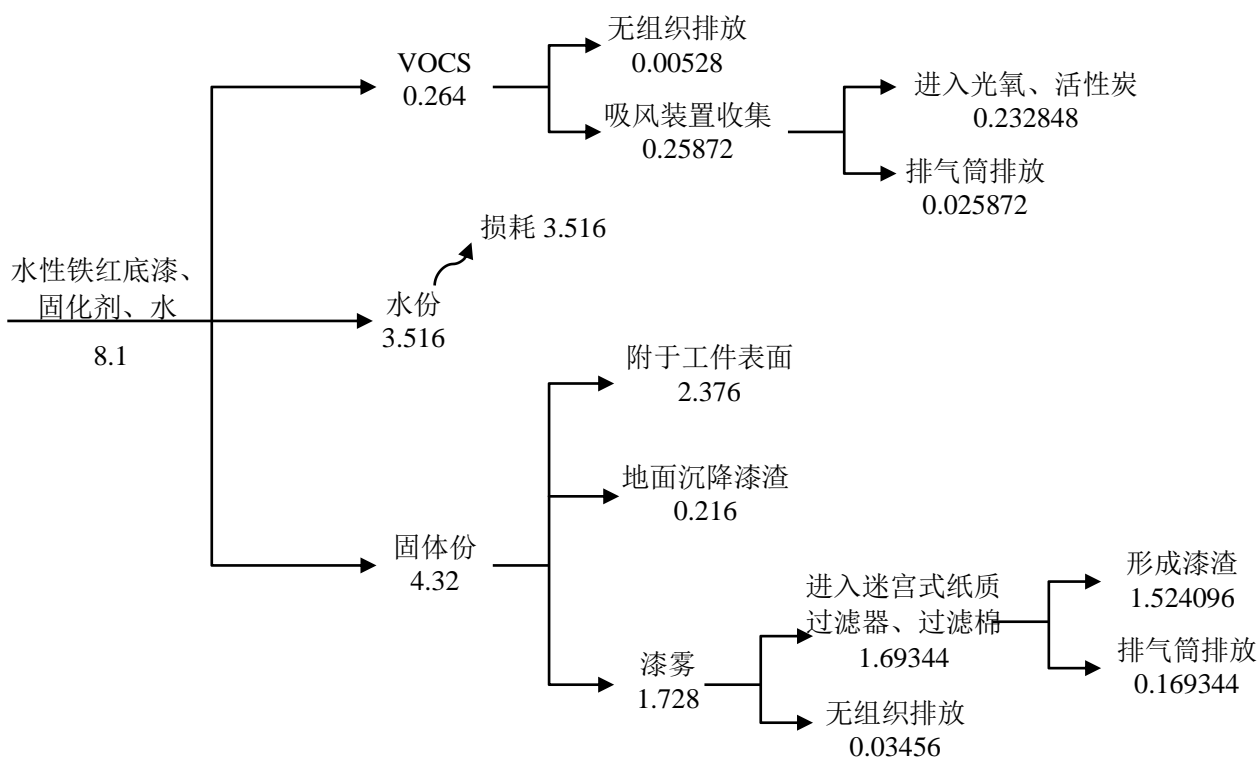 无组织排放
0.00528
VOCS
0.264
吸风装置收集
0.25872
进入光氧、活性炭
0.232848
排气筒排放
0.025872
损耗 3.516
水性铁红底漆、
固化剂、水
8.1
水份
3.516
附于工件表面
2.376
地面沉降漆渣
0.216
固体份
4.32
进入迷宫式纸质
过滤器、过滤棉
1.69344
形成漆渣
1.524096
排气筒排放
0.169344
漆雾
1.728
无组织排放
0.03456